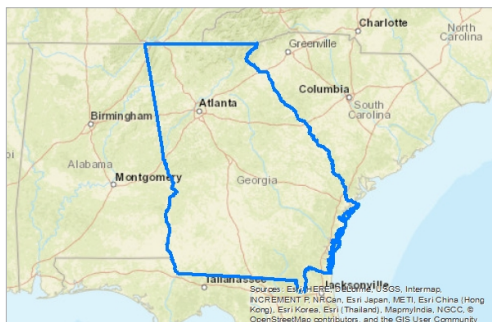 Charlotte
North
Carolina
Greenville
Columbia
South
Carolina
Atlanta
Birmingham
Alabama
Montgomery
Georgia
Tallahassee
Jacksonville
Sources: Esri, HERE, DeLorme, USGS, Intermap,
INCREMENT P, NRCan, Esri Japan, METI, Esri China (Hong
Kong), Esri Korea, Esri (Thailand), MapmyIndia, NGCC, ©
OpenStreetMap contributors, and the GIS User Community